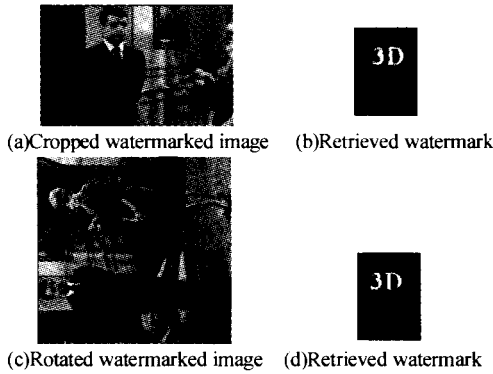 3D
(a)Cropped watermarked image (b)Retrieved watermark
3D
(c)Rotated watermarked image (d)Retrieved watermark